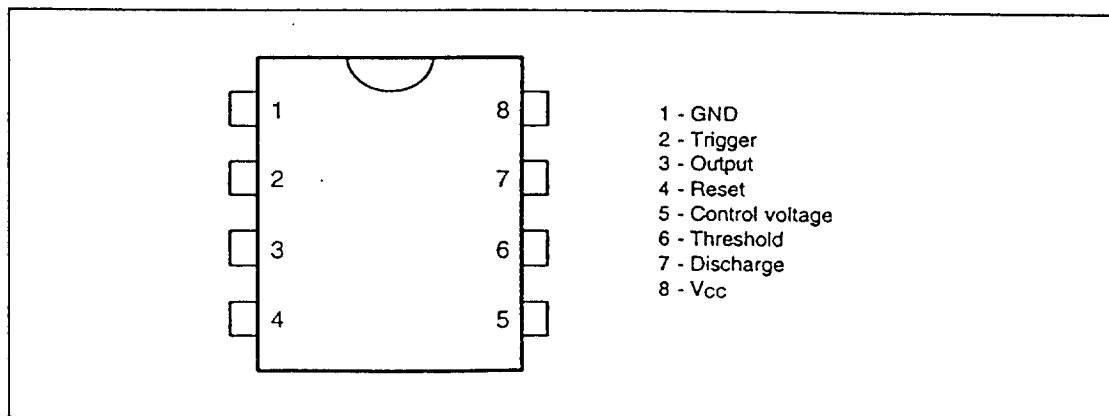 1
2
3
4
8
7
6
5
1 - GND
2 - Trigger
3 - Output
4 - Reset
5 - Control voltage
6 - Threshold
7 - Discharge
8 - VCC